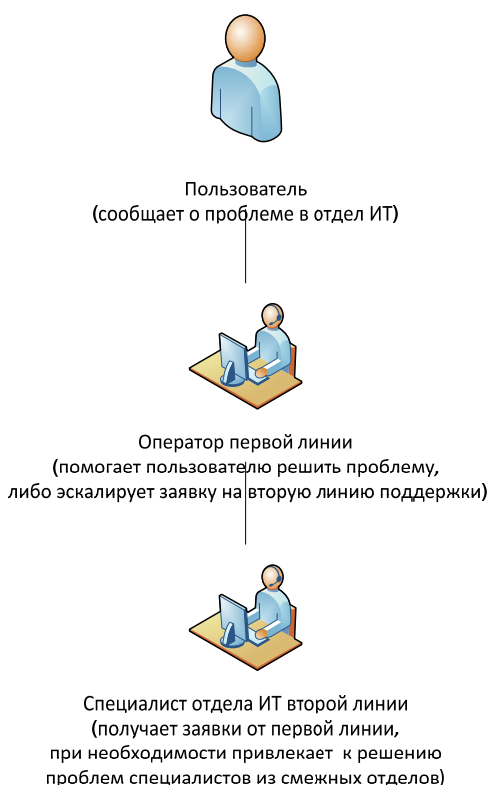 Пользователь
(сообщает о проблеме в отдел ИТ)
Оператор первой линии
(помогает пользователю решить проблему,
либо эскалирует заявку на вторую линию поддержки)
Специалист отдела ИТ второй линии
(получает заявки от первой линии,
при необходимости привлекает к решению
проблем специалистов из смежных отделов)